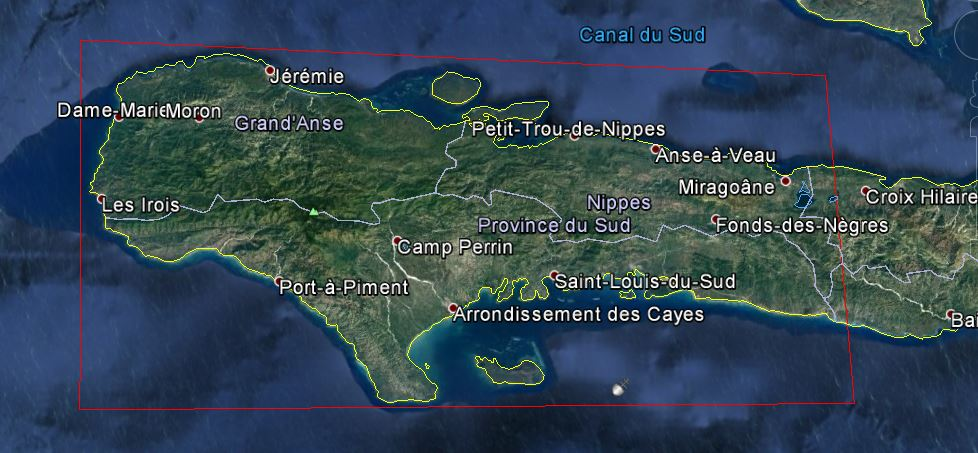 Canal du Sud
Jérémie
Dame-Marie
Moron
Grand'Anse
Petit-Trou-de-Nippes
Anse-à-Veau
Miragoâne
Croix Hilaire
Les Irois
Nippes
Province du Sud
Fonds-des-Nègres
Camp Perrin
Port-à-Piment
Saint-Louis-du-Sud
Arrondissement des Cayes
Bai